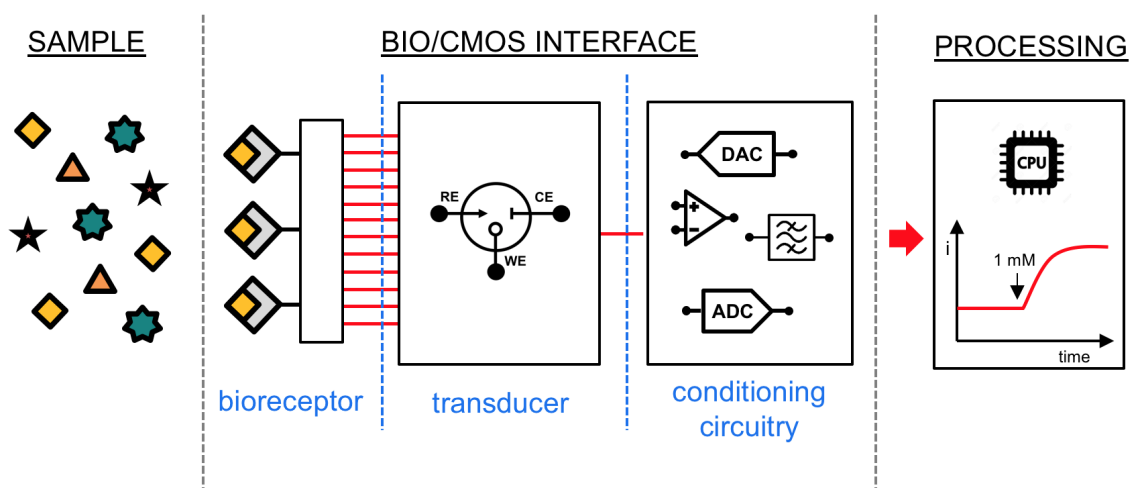 SAMPLE
BIO/CMOS INTERFACE
PROCESSING
DAC
CPU
RE
CE
WE
i
1 mM
ADC
time
bioreceptor
transducer
conditioning
circuitry